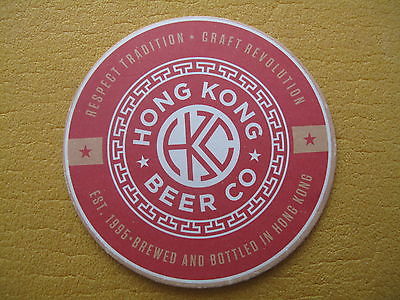 RESPECT TRADITION • CRAFT REVOLUTION
HONG KONG
HKBC
BEER CO
EST. 1995 • BREWED AND BOTTLED IN HONG KONG